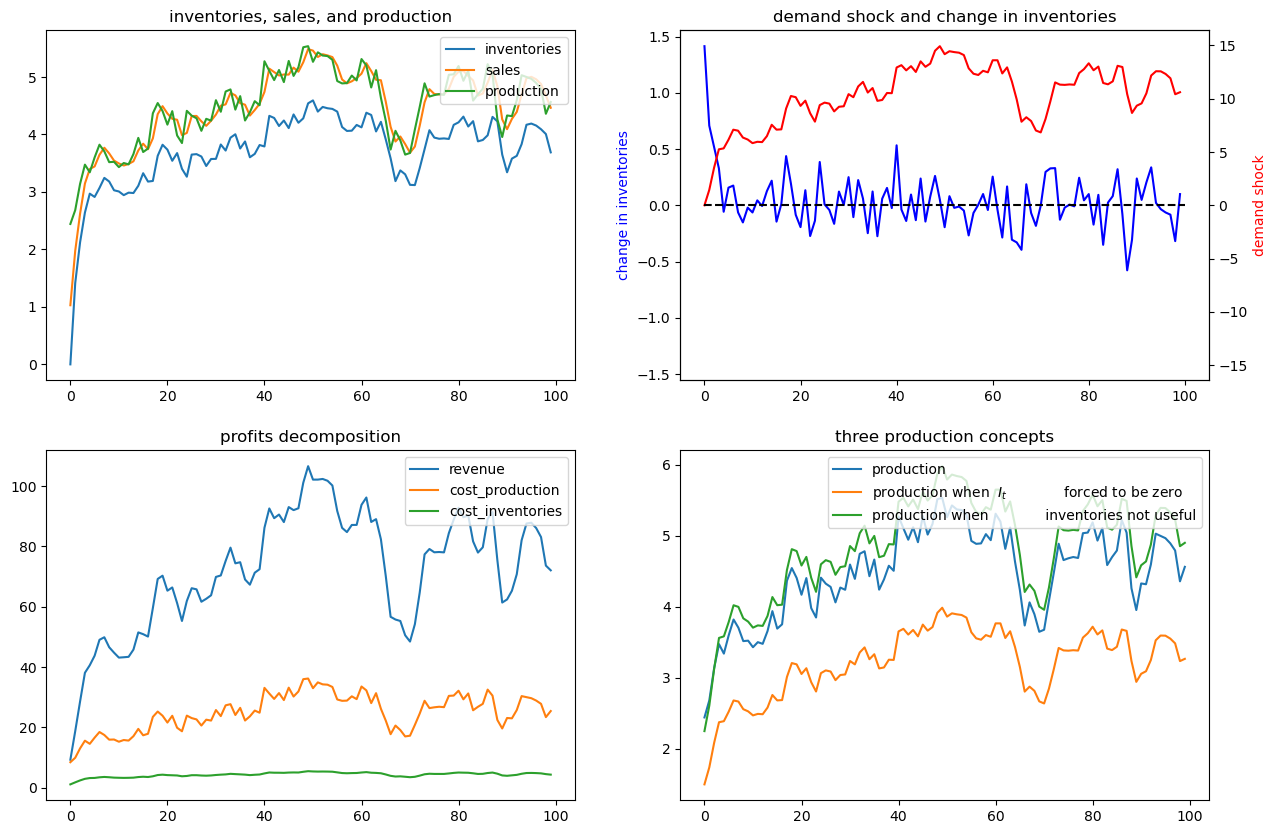 inventories, sales, and production
inventories
sales
production
5
4
3
2
1
0
0 20 40 60 80 100
demand shock and change in inventories
change in inventories
1.5
1.0
0.5
0.0
−0.5
−1.0
−1.5
15
10
5
0
−5
−10
−15
demand shock
0 20 40 60 80 100
profits decomposition
revenue
cost_production
cost_inventories
100
80
60
40
20
0
0 20 40 60 80 100
three production concepts
production
production when I_t forced to be zero
production when inventories not useful
6
5
4
3
2
0 20 40 60 80 100